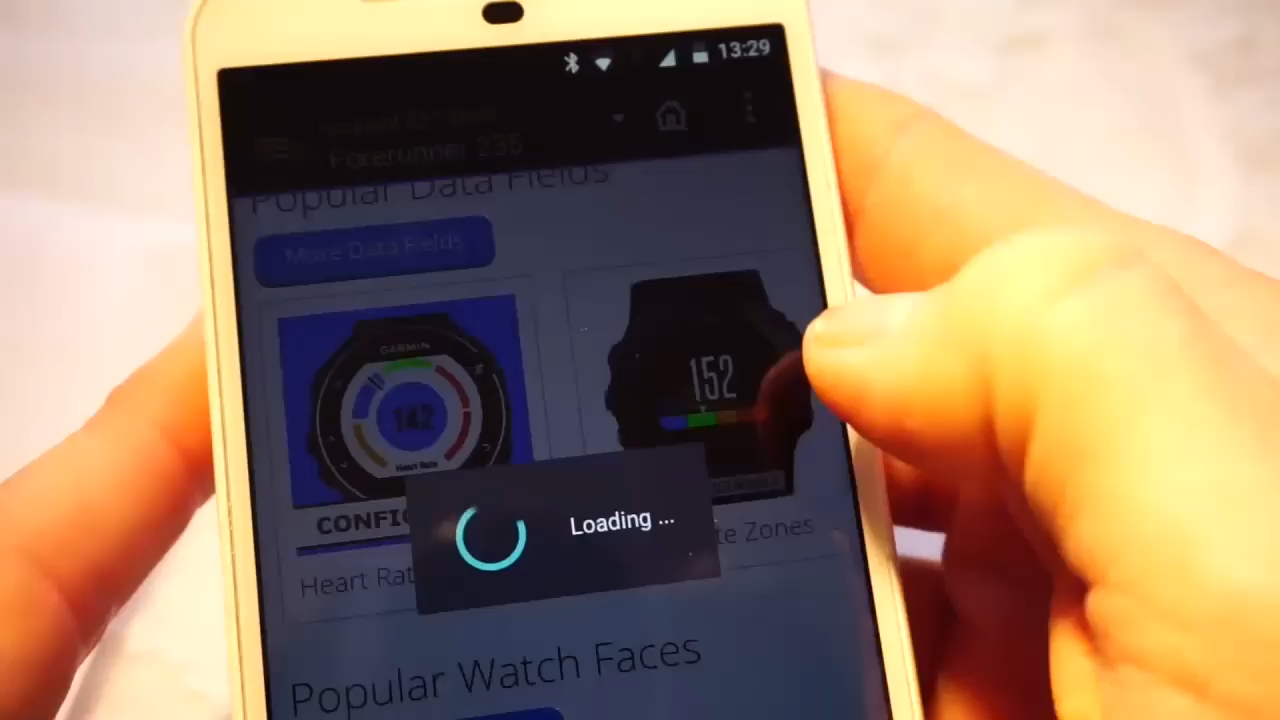 13:29
Forerunner 235
Popular Data Fields
More Data Fields
GARMIN
142
Heart Rate
152
CONFIG
Loading ...
Heart Rat
te Zones
Popular Watch Faces